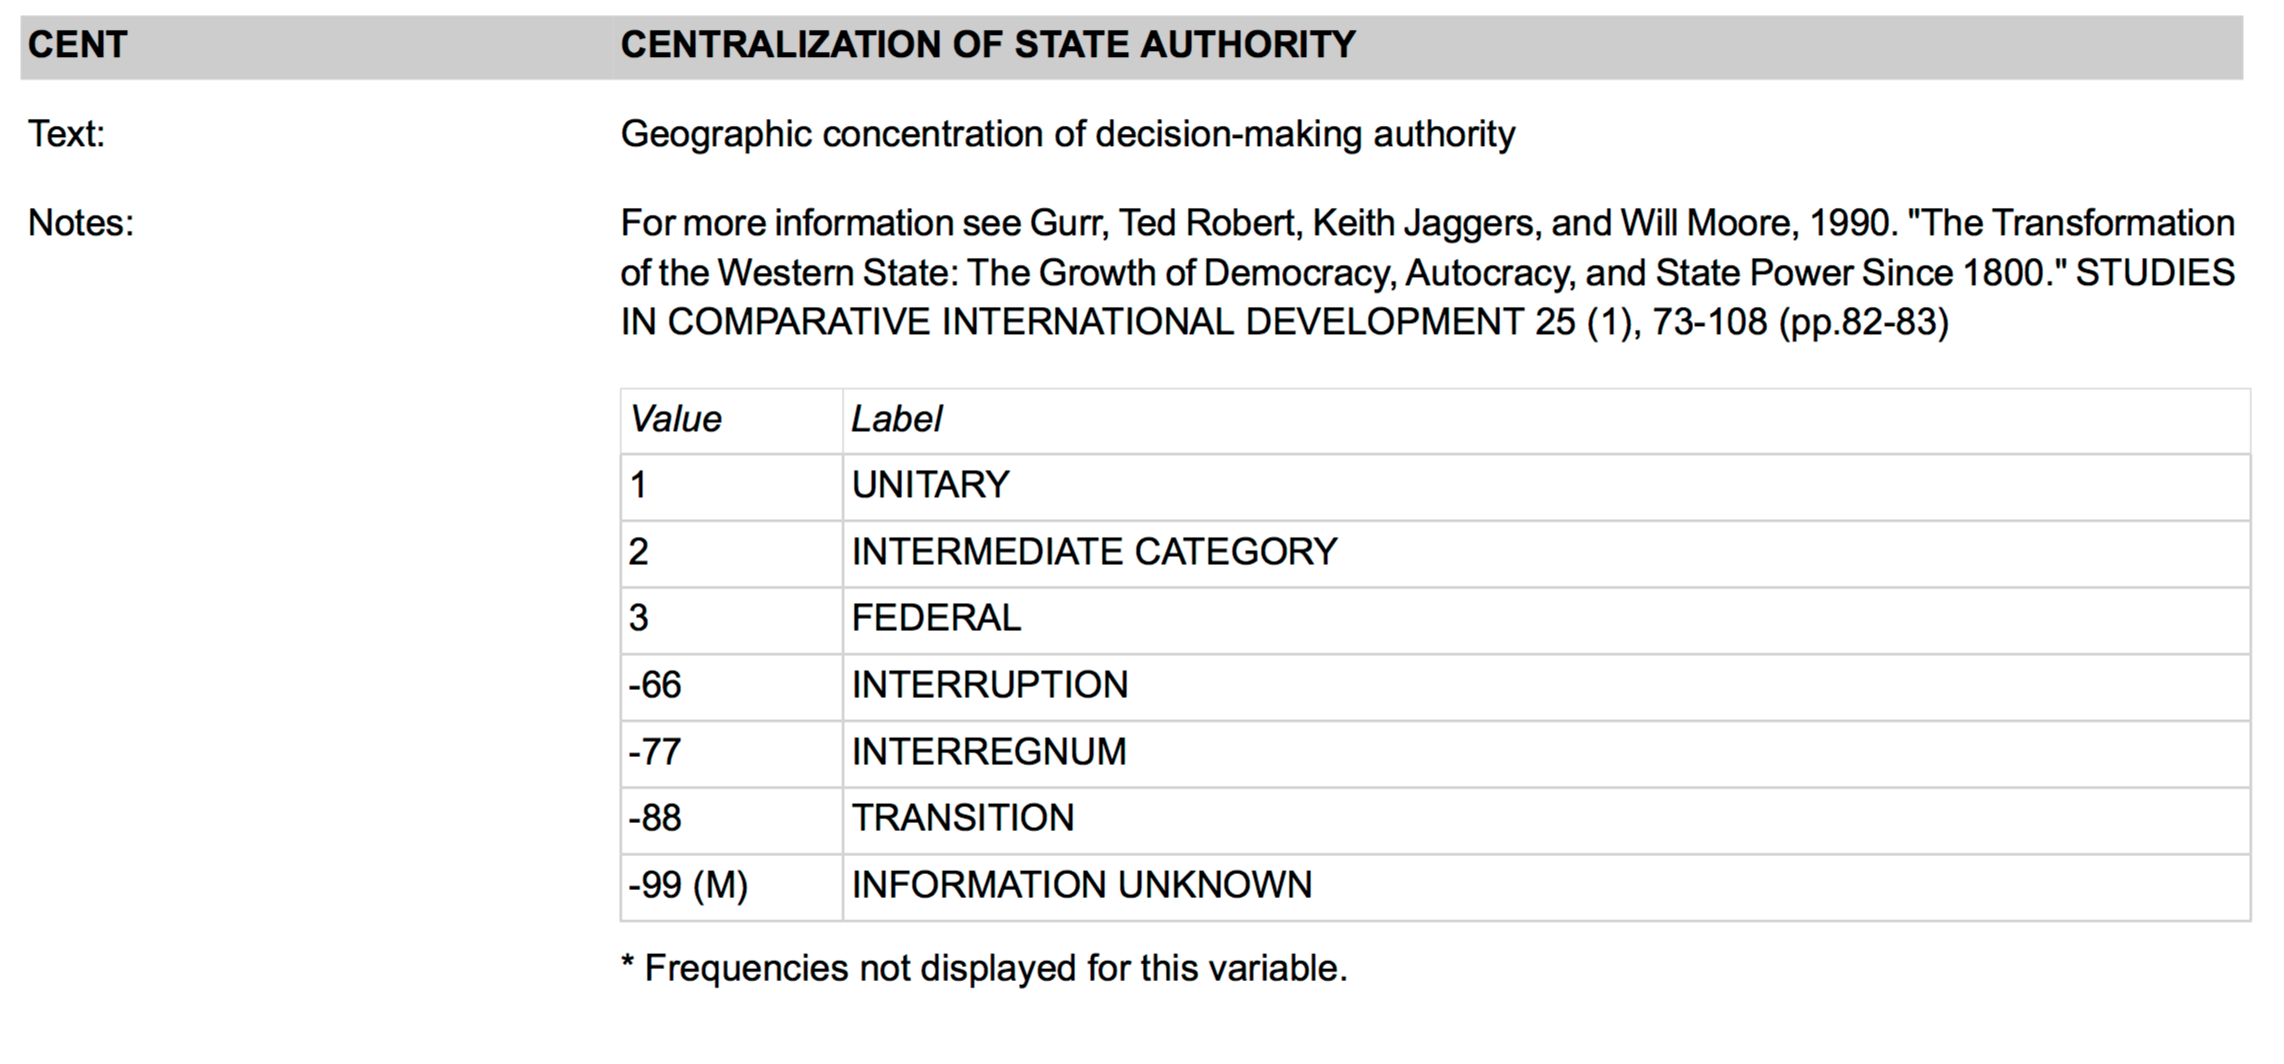 CENT CENTRALIZATION OF STATE AUTHORITY
Text: Geographic concentration of decision-making authority
Notes: For more information see Gurr, Ted Robert, Keith Jaggers, and Will Moore, 1990. "The Transformation
of the Western State: The Growth of Democracy, Autocracy, and State Power Since 1800." STUDIES
IN COMPARATIVE INTERNATIONAL DEVELOPMENT 25 (1), 73-108 (pp.82-83)
Value Label
1 UNITARY
2 INTERMEDIATE CATEGORY
3 FEDERAL
-66 INTERRUPTION
-77 INTERREGNUM
-88 TRANSITION
-99 (M) INFORMATION UNKNOWN
* Frequencies not displayed for this variable.